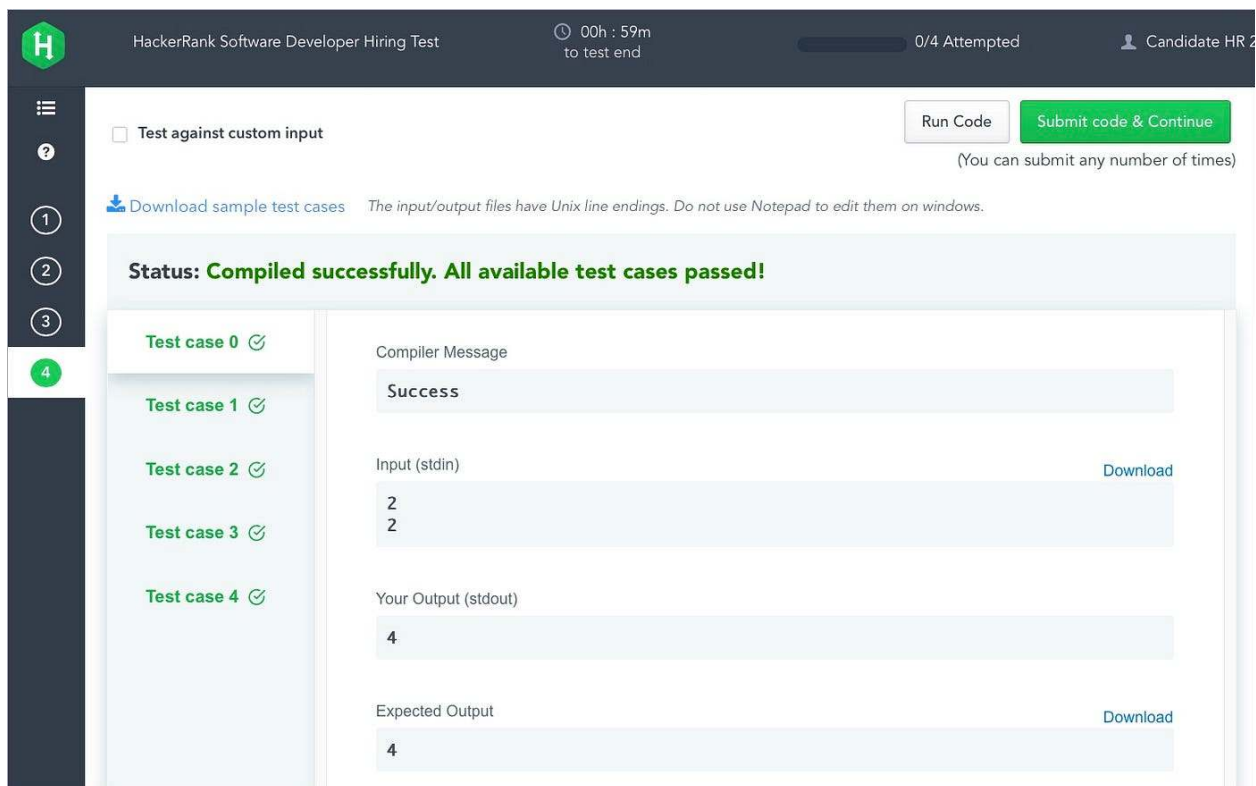 H
HackerRank Software Developer Hiring Test
00h : 59m
to test end
0/4 Attempted
Candidate HR 2
?
1
2
3
4
Test against custom input
Run Code
Submit code & Continue
(You can submit any number of times)
Download sample test cases
The input/output files have Unix line endings. Do not use Notepad to edit them on windows.
Status: Compiled successfully. All available test cases passed!
Test case 0
Test case 1
Test case 2
Test case 3
Test case 4
Compiler Message
Success
Input (stdin)
Download
2
2
Your Output (stdout)
4
Expected Output
Download
4